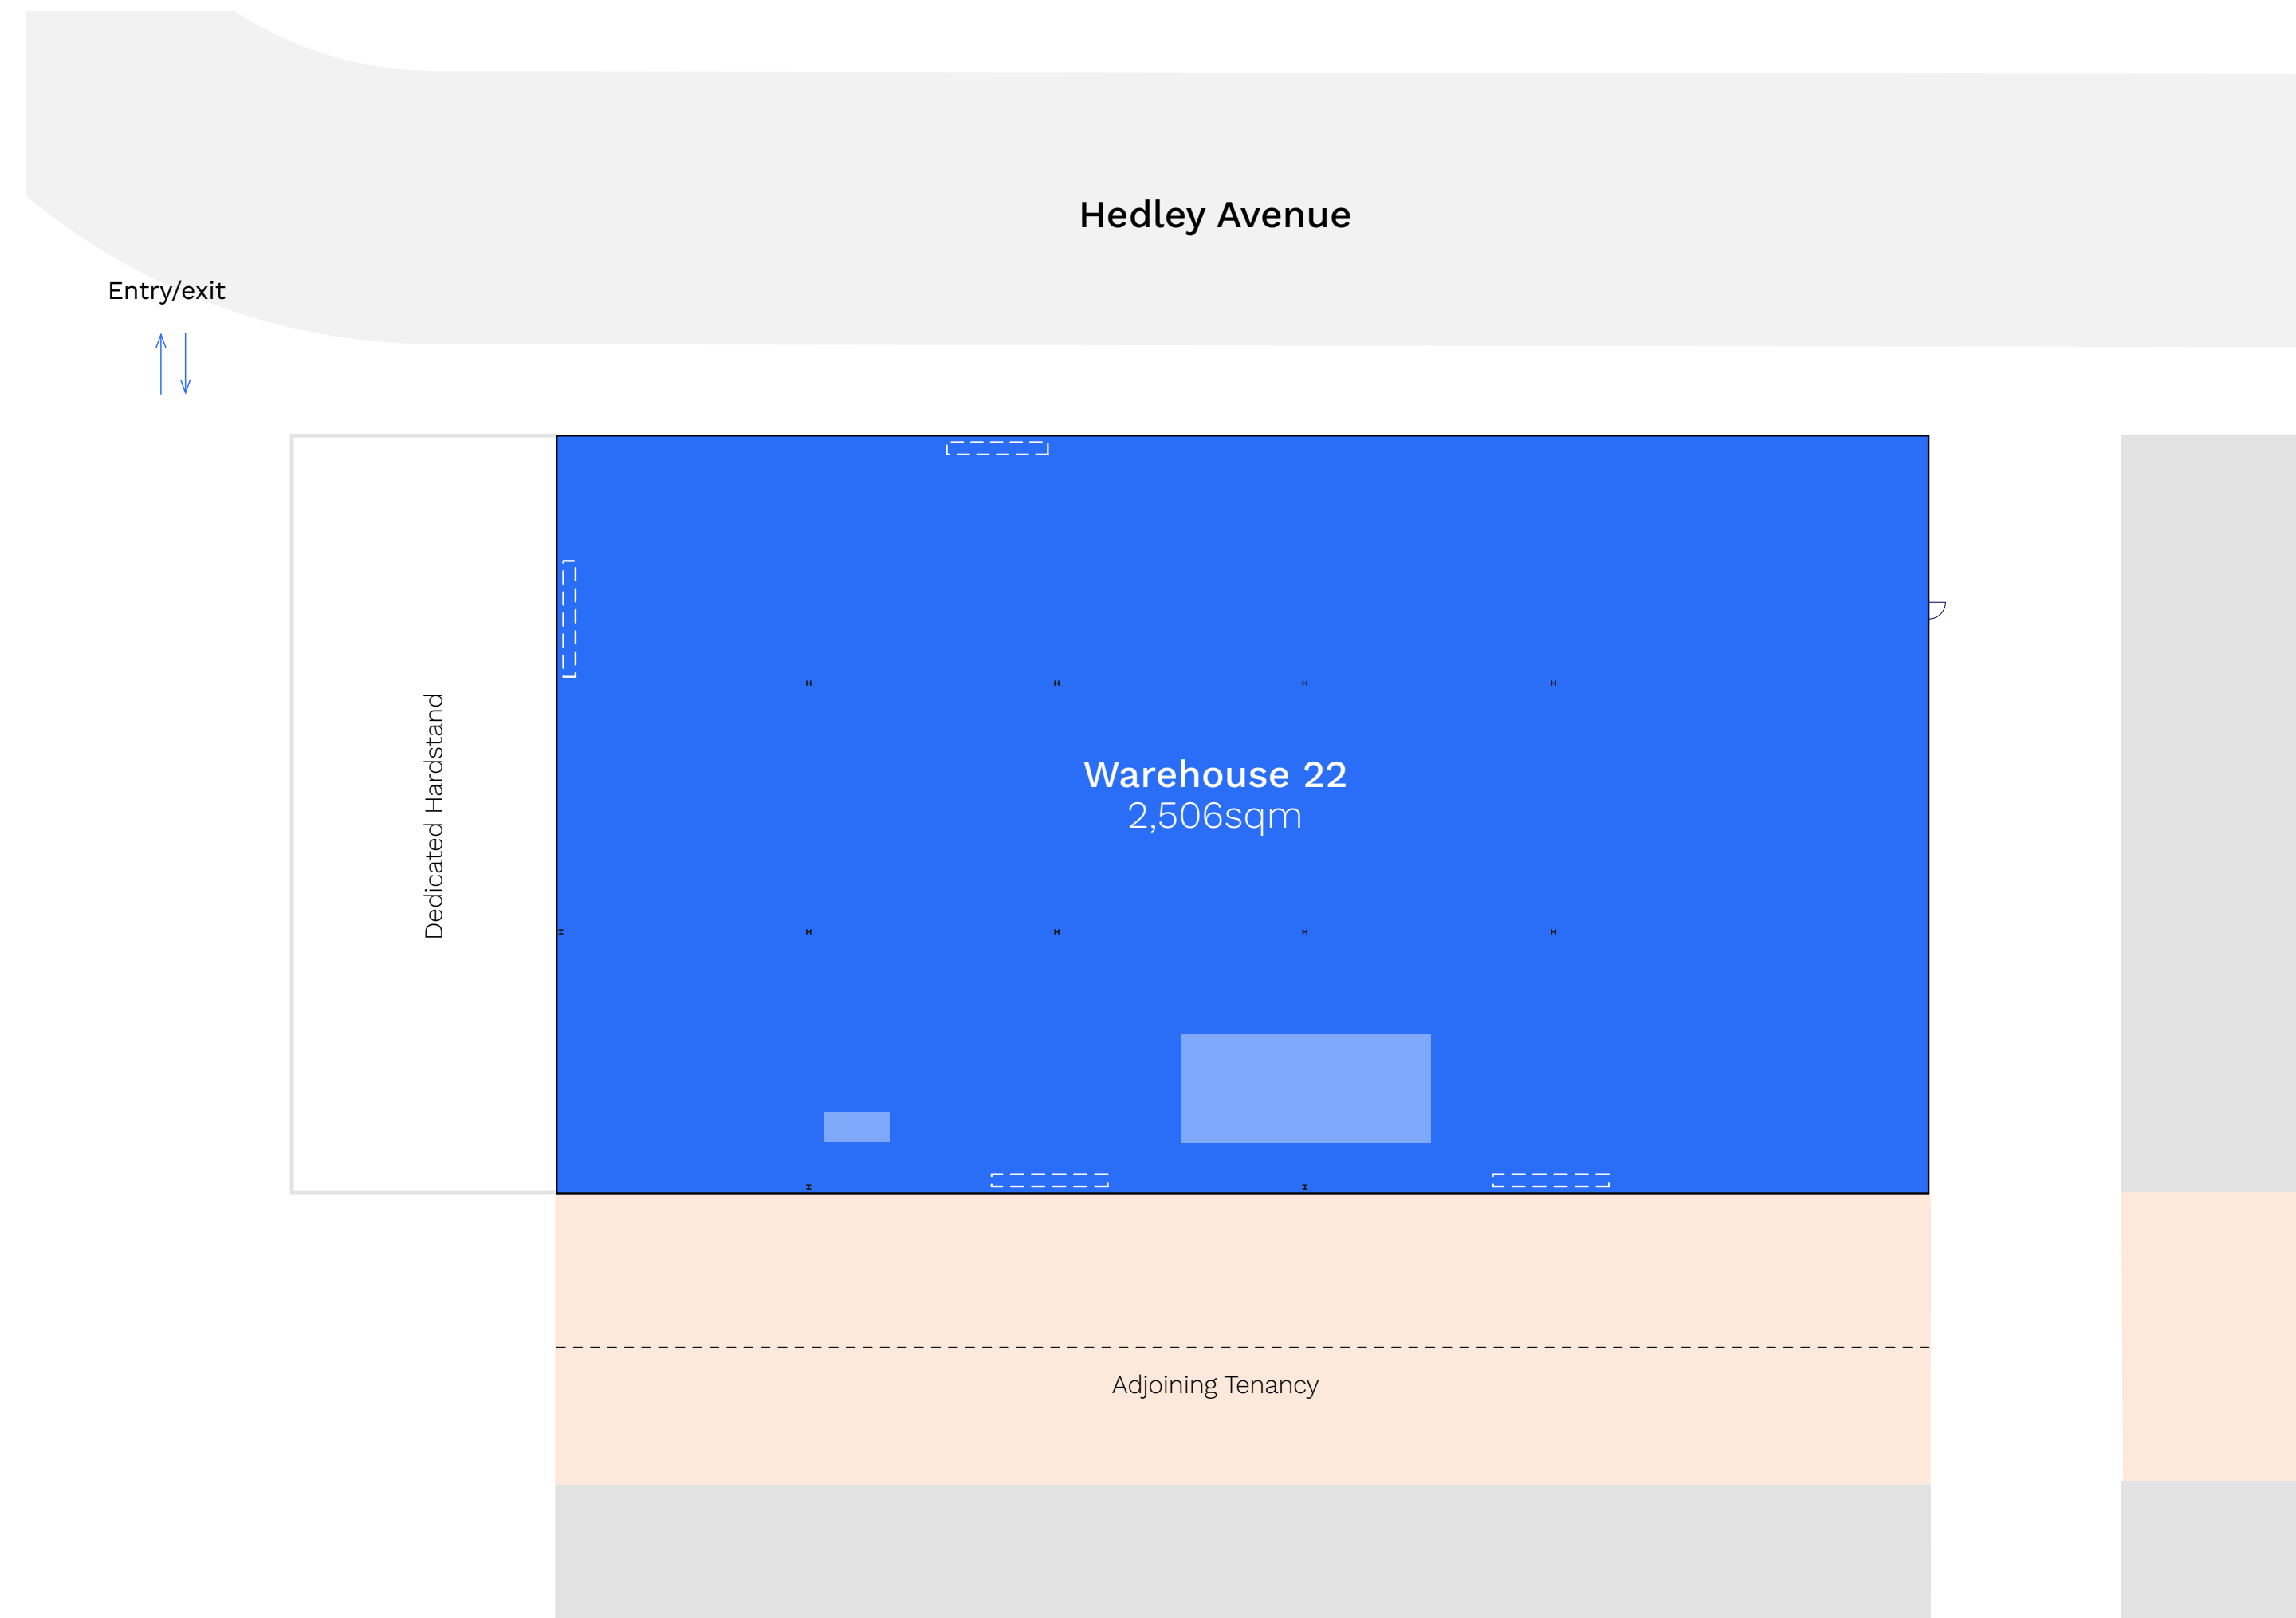 Hedley Avenue
Entry/exit
Dedicated Hardstand
Warehouse 22
2,506sqm
Adjoining Tenancy